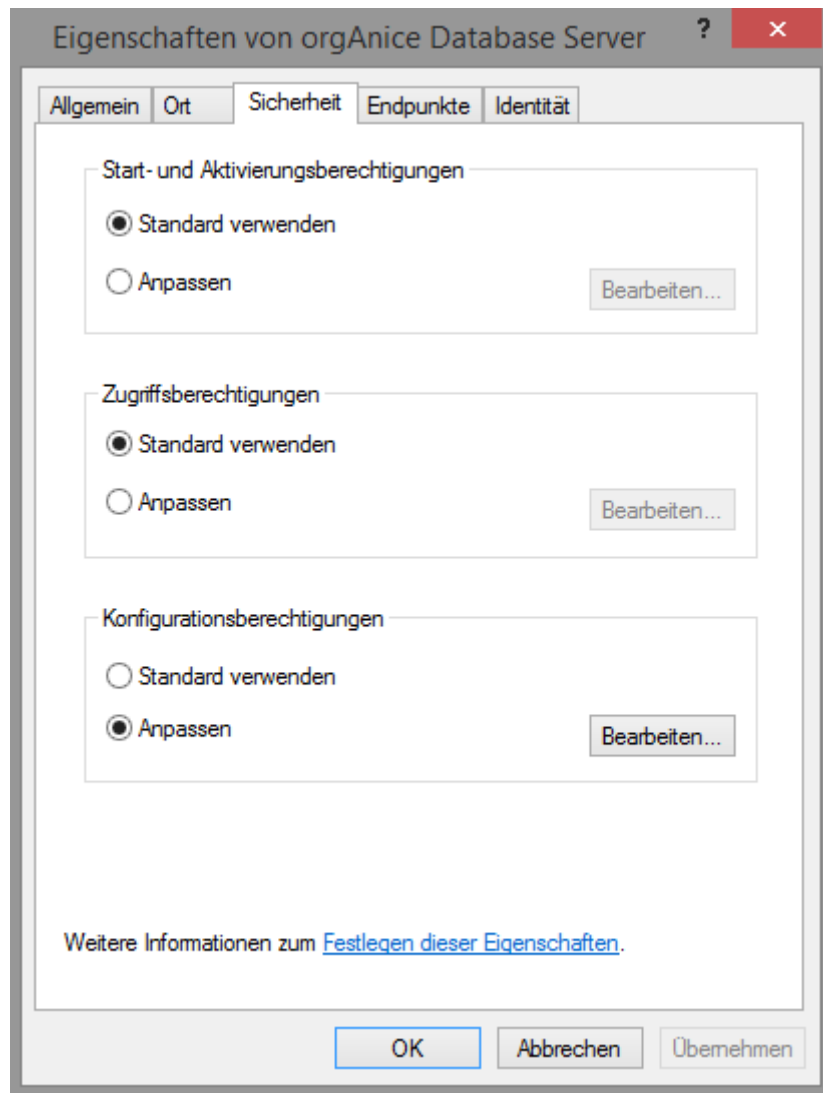 Eigenschaften von orgAnice Database Server ? ×
Allgemein Ort Sicherheit Endpunkte Identität
Start- und Aktivierungsberechtigungen
Standard verwenden
Anpassen
Bearbeiten...
Zugriffsberechtigungen
Standard verwenden
Anpassen
Bearbeiten...
Konfigurationsberechtigungen
Standard verwenden
Anpassen
Bearbeiten...
Weitere Informationen zum Festlegen dieser Eigenschaften.
OK Abbrechen Übernehmen